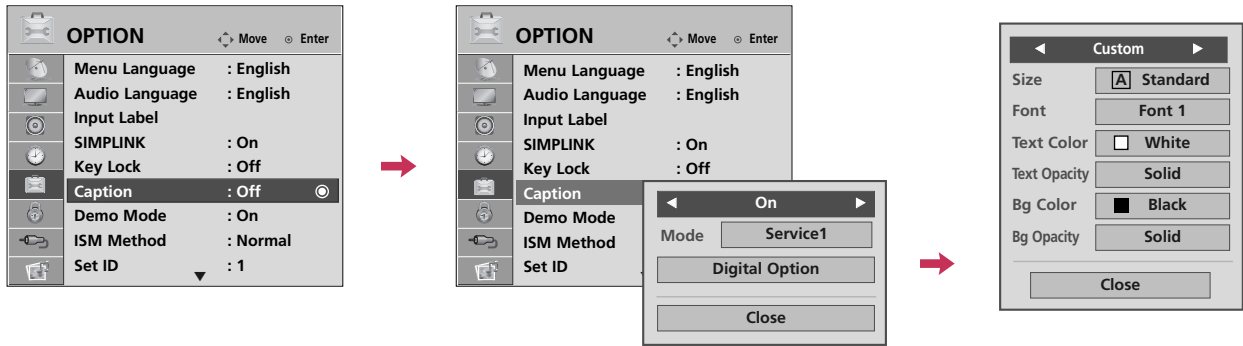 OPTION Move Enter
Menu Language : English
Audio Language : English
Input Label
SIMPLINK : On
Key Lock : Off
Caption : Off
Demo Mode : On
ISM Method : Normal
Set ID : 1
OPTION Move Enter
Menu Language : English
Audio Language : English
Input Label
SIMPLINK : On
Key Lock : Off
Caption
Demo Mode
ISM Method
Set ID
On
Mode Service1
Digital Option
Close
Custom
Size A Standard
Font Font 1
Text Color White
Text Opacity Solid
Bg Color Black
Bg Opacity Solid
Close